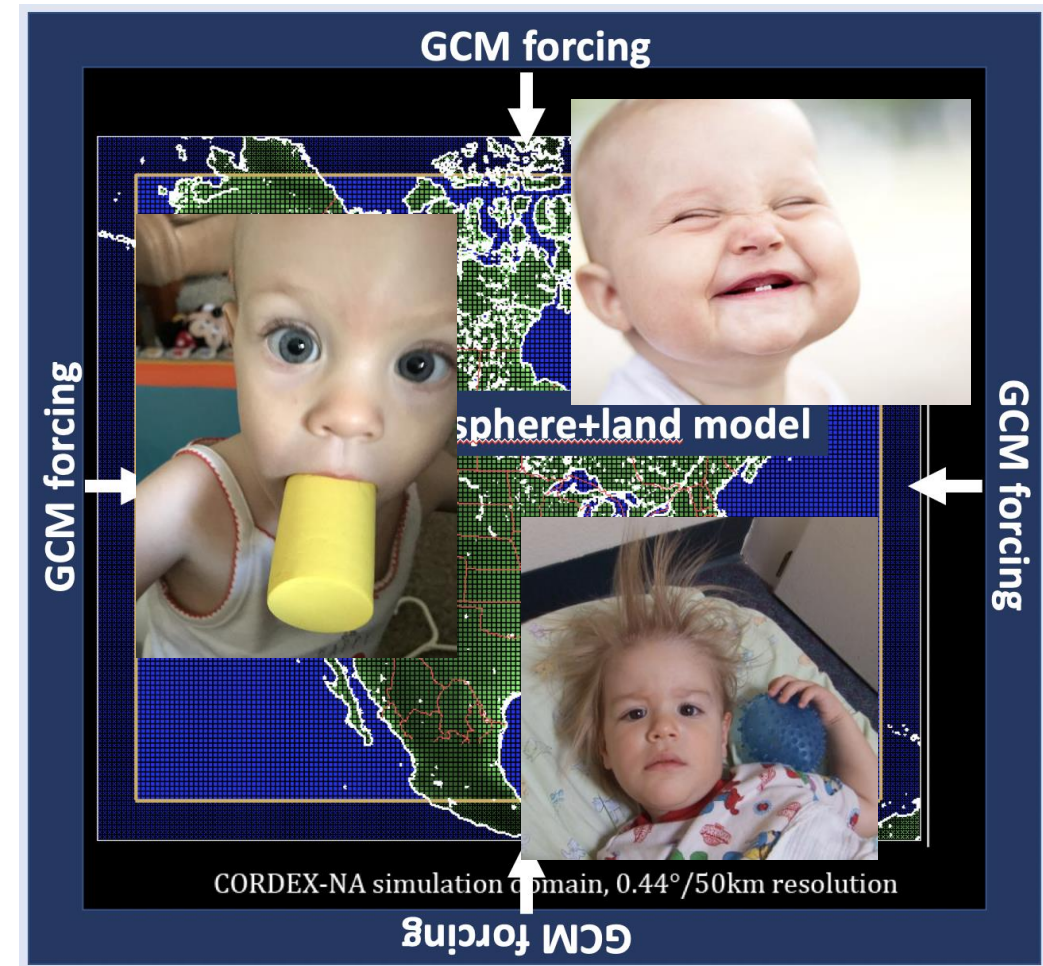 GCM forcing
GCM forcing
sphere+land model
GCM forcing
CORDEX-NA simulation domain, 0.44°/50km resolution
GCM forcing